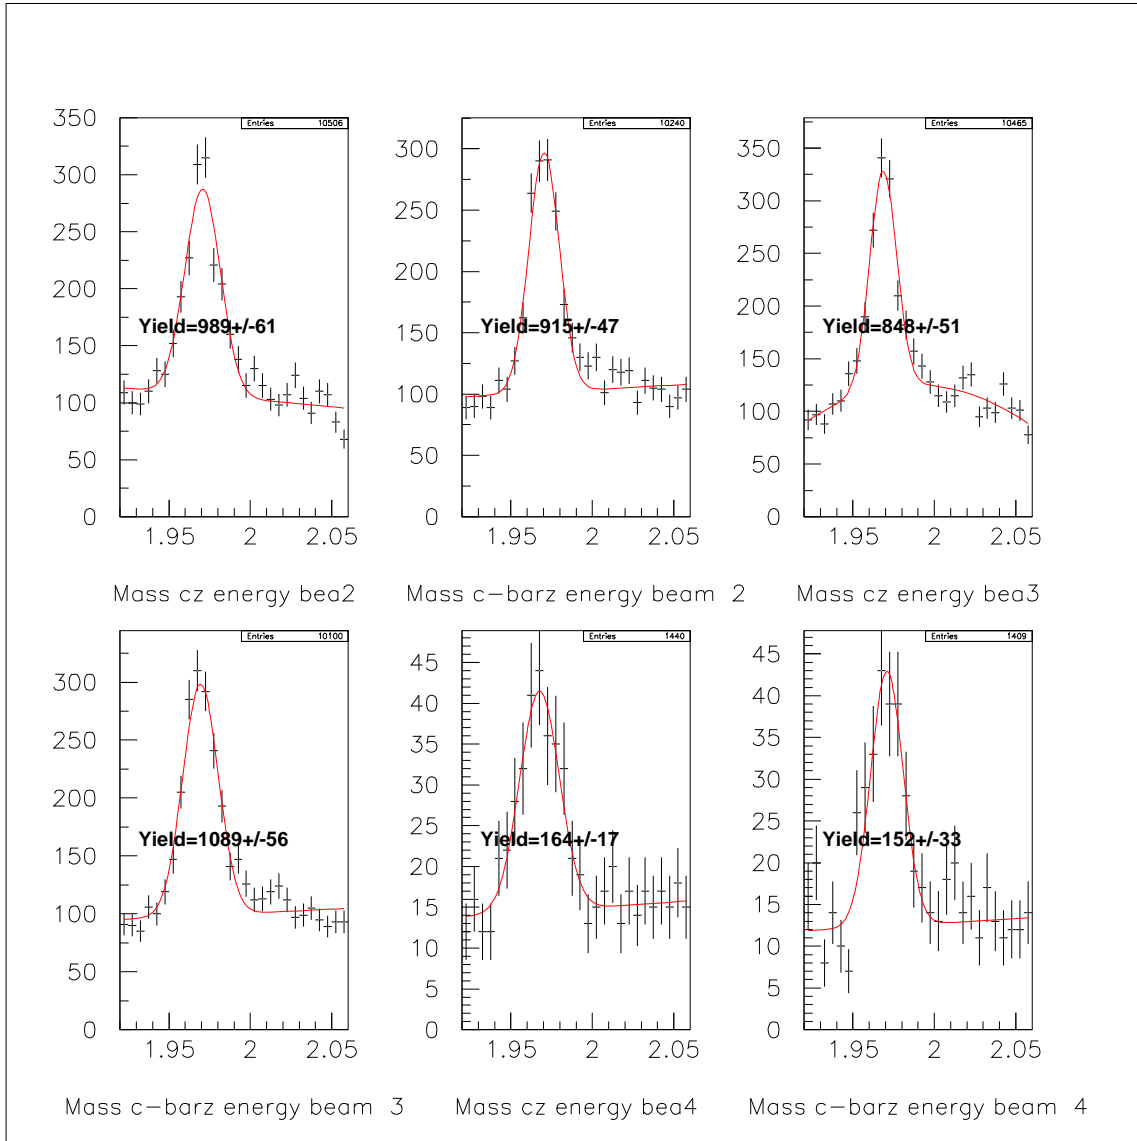 Entries 10506
350
300
250
200
150
100
50
0
Yield=989+/-61
1.95 2 2.05
Mass cz energy bea2
Entries 10240
300
250
200
150
100
50
0
Yield=915+/-47
1.95 2 2.05
Mass c-barz energy beam 2
Entries 10465
350
300
250
200
150
100
50
0
Yield=848+/-51
1.95 2 2.05
Mass cz energy bea3
Entries 10100
300
250
200
150
100
50
0
Yield=1089+/-56
1.95 2 2.05
Mass c-barz energy beam 3
Entries 1440
45
40
35
30
25
20
15
10
5
0
Yield=164+/-17
1.95 2 2.05
Mass cz energy bea4
Entries 1409
45
40
35
30
25
20
15
10
5
0
Yield=152+/-33
1.95 2 2.05
Mass c-barz energy beam 4